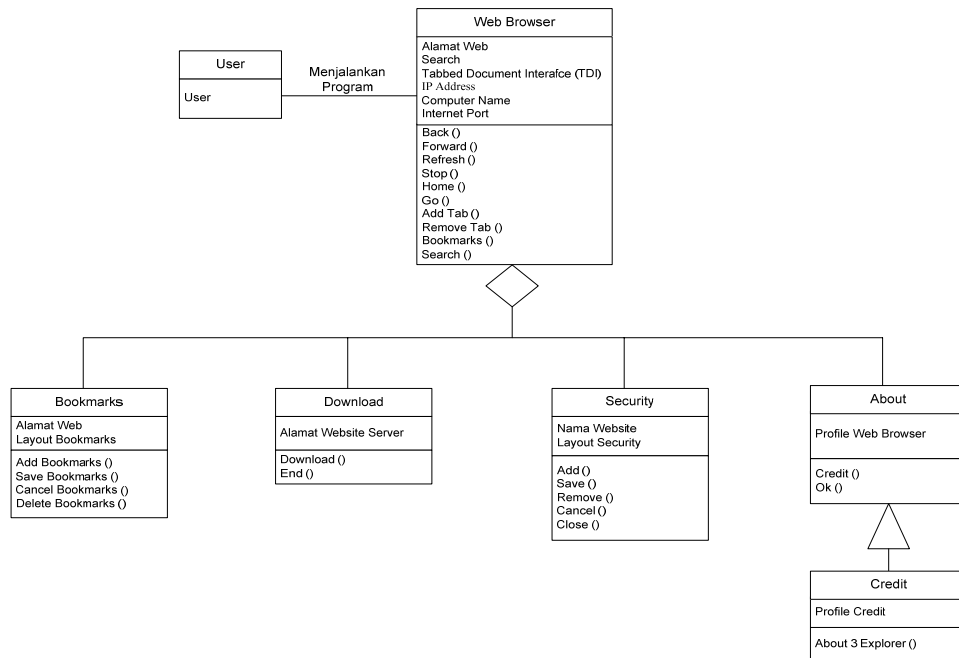 Web Browser
Alamat Web
Search
Tabbed Document Interafce (TDI)
IP Address
Computer Name
Internet Port
Back ()
Forward ()
Refresh ()
Stop ()
Home ()
Go ()
Add Tab ()
Remove Tab ()
Bookmarks ()
Search ()
User
User
Menjalankan
Program
Bookmarks
Alamat Web
Layout Bookmarks
Add Bookmarks ()
Save Bookmarks ()
Cancel Bookmarks ()
Delete Bookmarks ()
Download
Alamat Website Server
Download ()
End ()
Security
Nama Website
Layout Security
Add ()
Save ()
Remove ()
Cancel ()
Close ()
About
Profile Web Browser
Credit ()
Ok ()
Credit
Profile Credit
About 3 Explorer ()